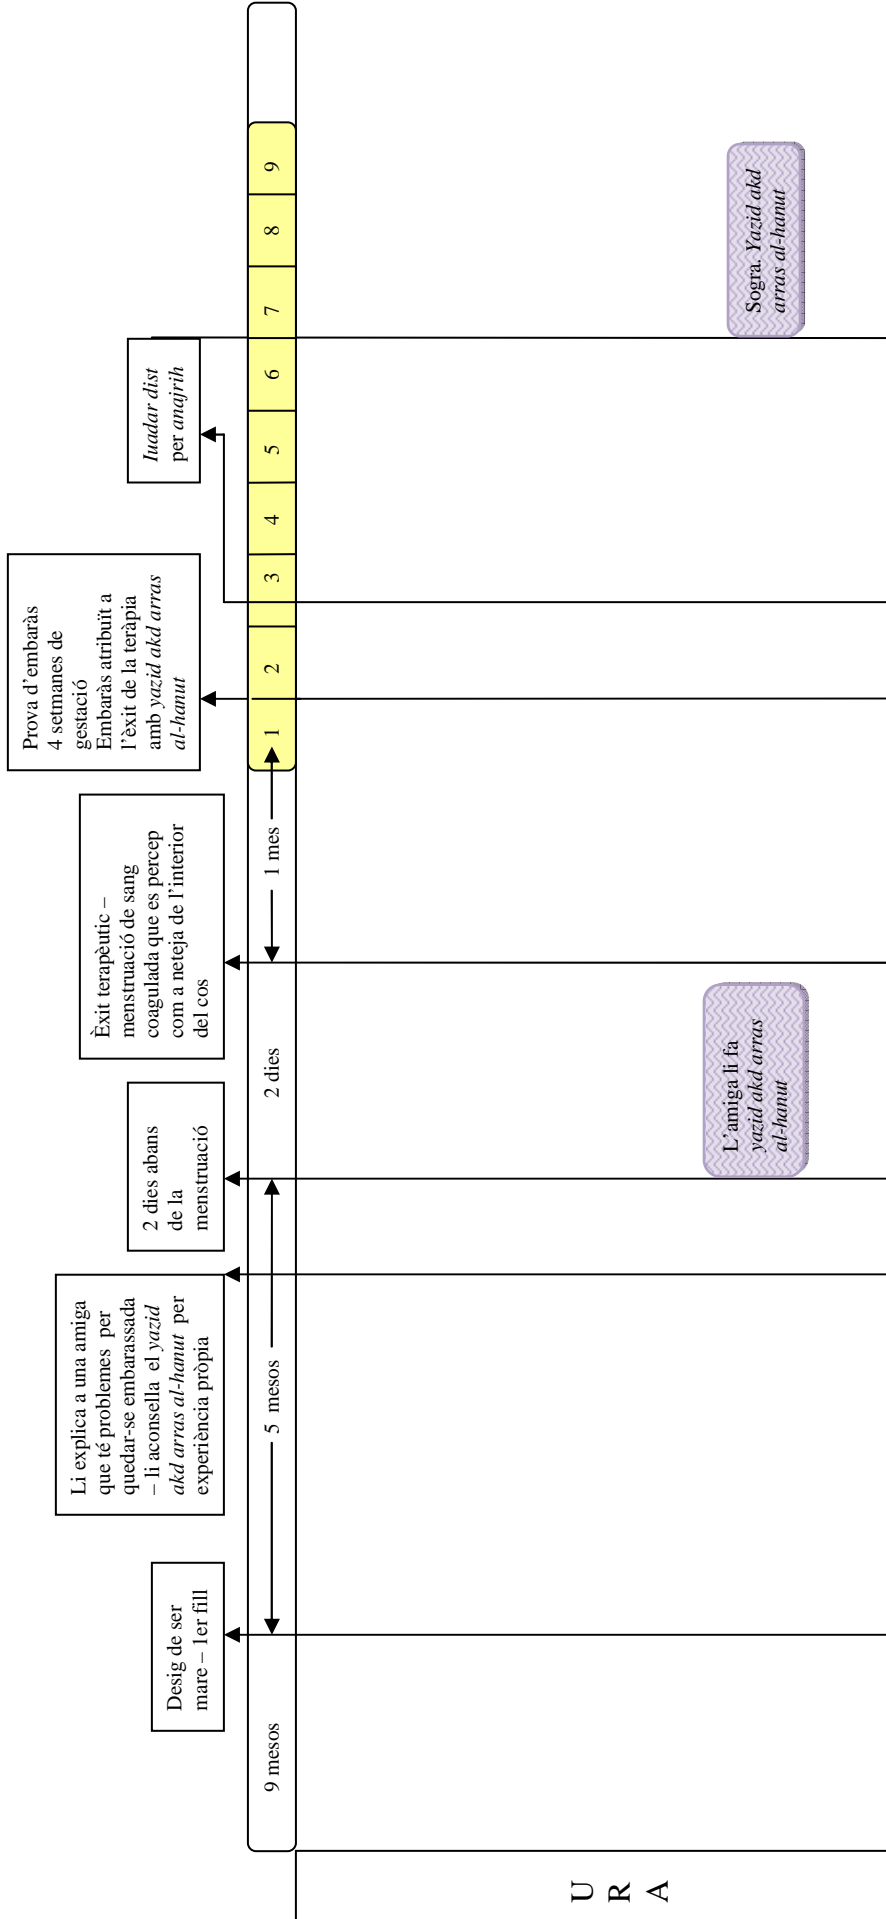 Desig de ser
mare – 1er fill
Li explica a una amiga
que té problemes per
quedar-se embarassada
– li aconsella el yazid
akd arras al-hanut per
experiència pròpia
2 dies abans
de la
menstruació
Èxit terapèutic –
menstruació de sang
coagulada que es percep
com a neteja de l'interior
del cos
Prova d'embaràs
4 setmanes de
gestació
Embaràs atribuït a
l'èxit de la teràpia
amb yazid akd arras
al-hanut
Iuadar dist
per anajrih
9 mesos
5 mesos
2 dies
1 mes
1
2
3
4
5
6
7
8
9
U
R
A
L'amiga li fa
yazid akd arras
al-hanut
Sogra. Yazid akd
arras al-hanut